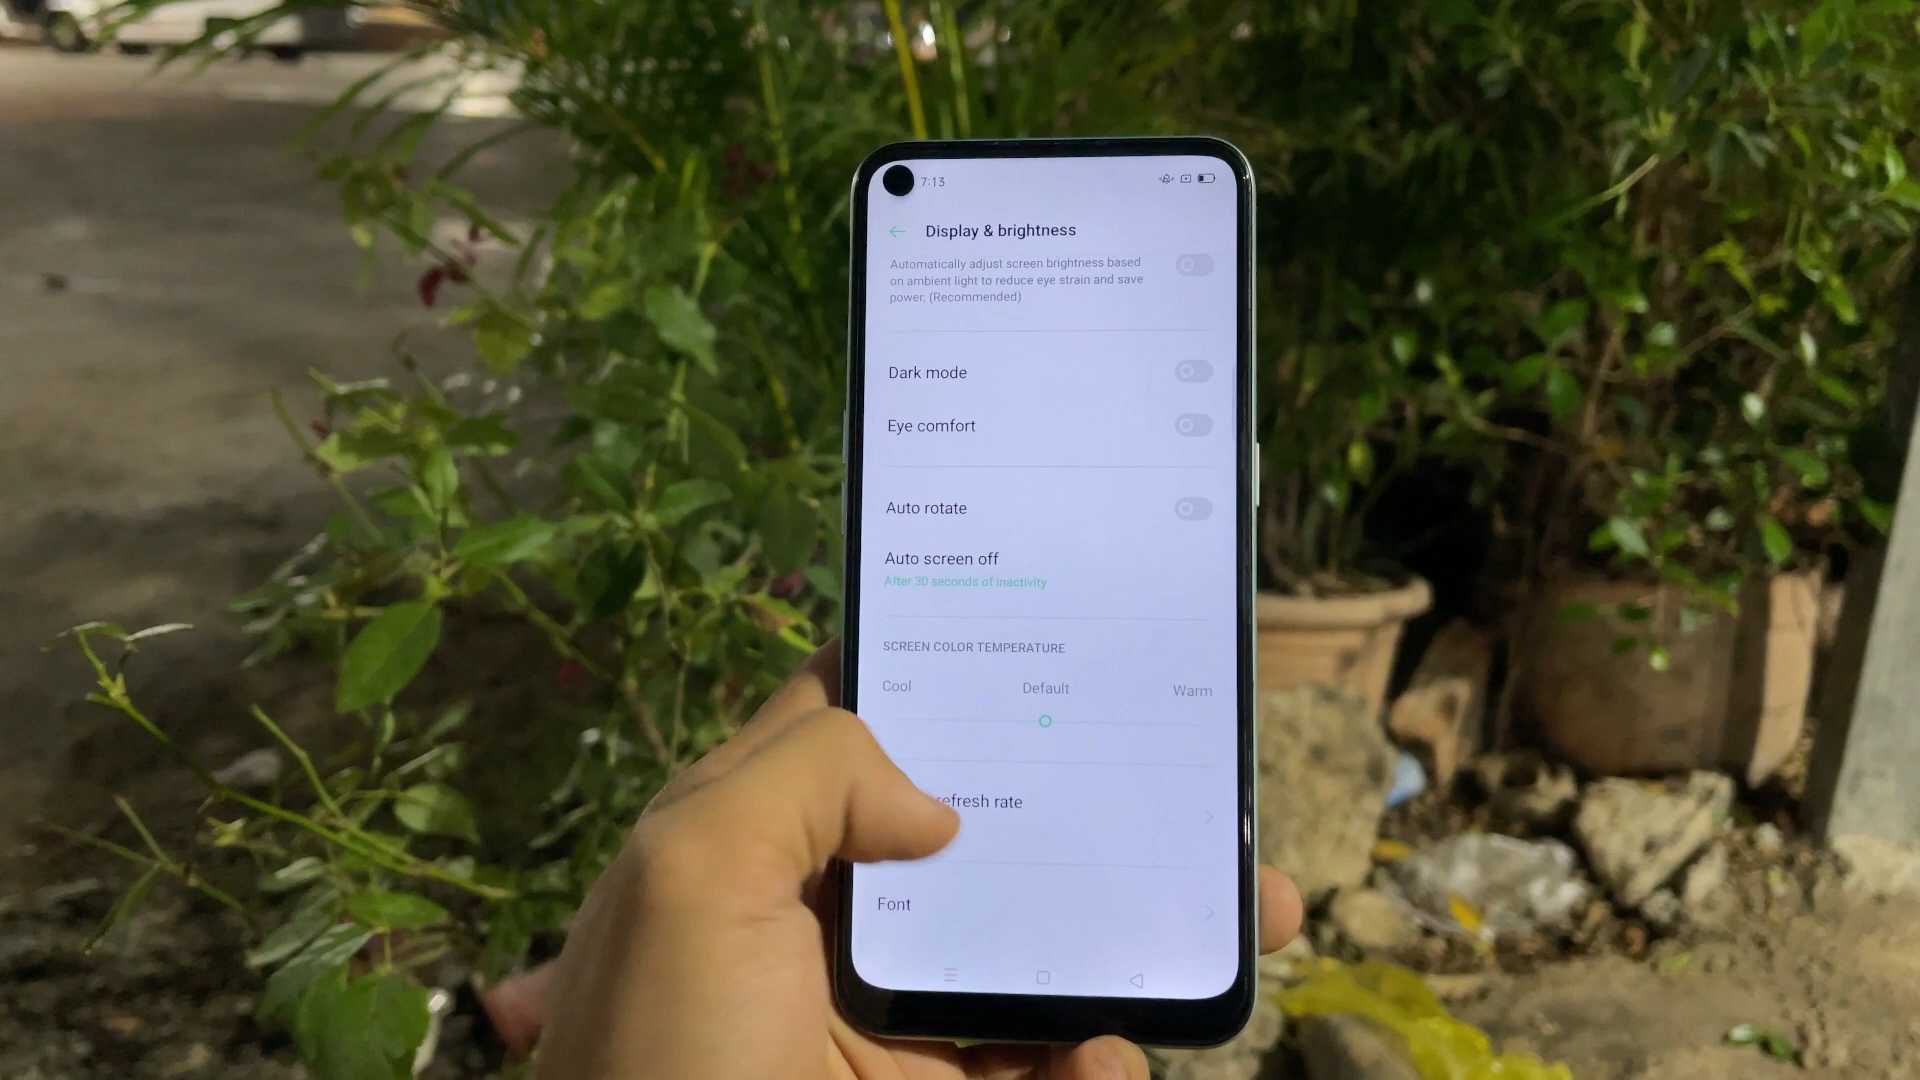 7:13
Display & brightness
Automatically adjust screen brightness based
on ambient light to reduce eye strain and save
power. (Recommended)
Dark mode
Eye comfort
Auto rotate
Auto screen off
After 30 seconds of inactivity
SCREEN COLOR TEMPERATURE
Cool Default Warm
refresh rate
Font